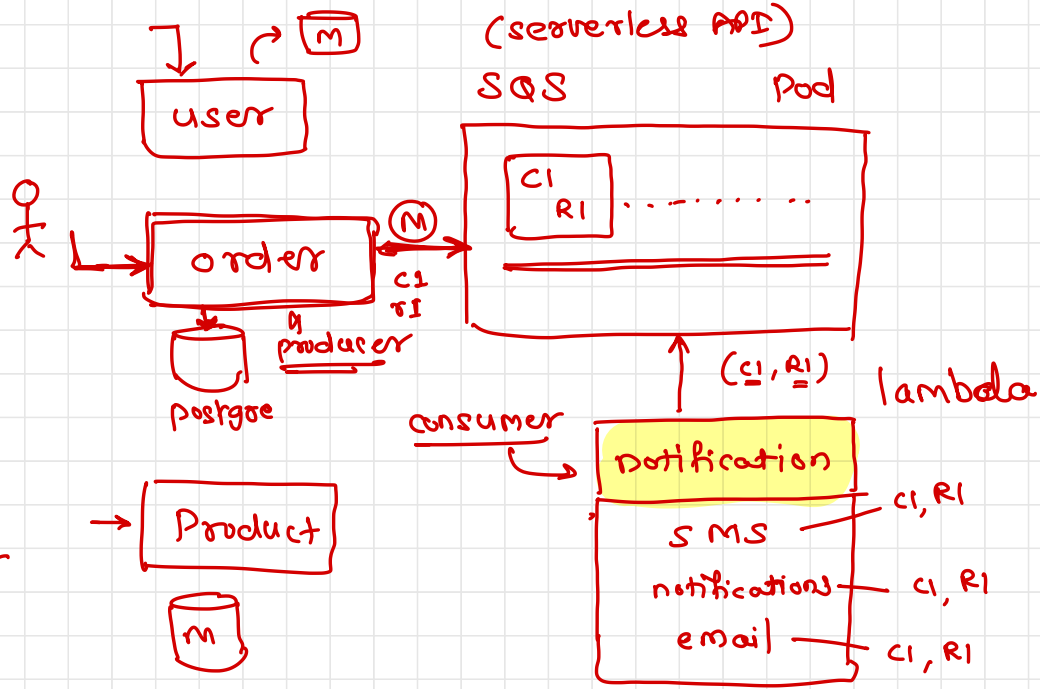 (serverless API)
M
SQS
Pod
user
C1
R1
M
order
C1
r1
producer
postgre
(C1, R1)
lambda
consumer
notification
C1, R1
Product
SMS
notifications
C1, R1
M
email
C1, R1